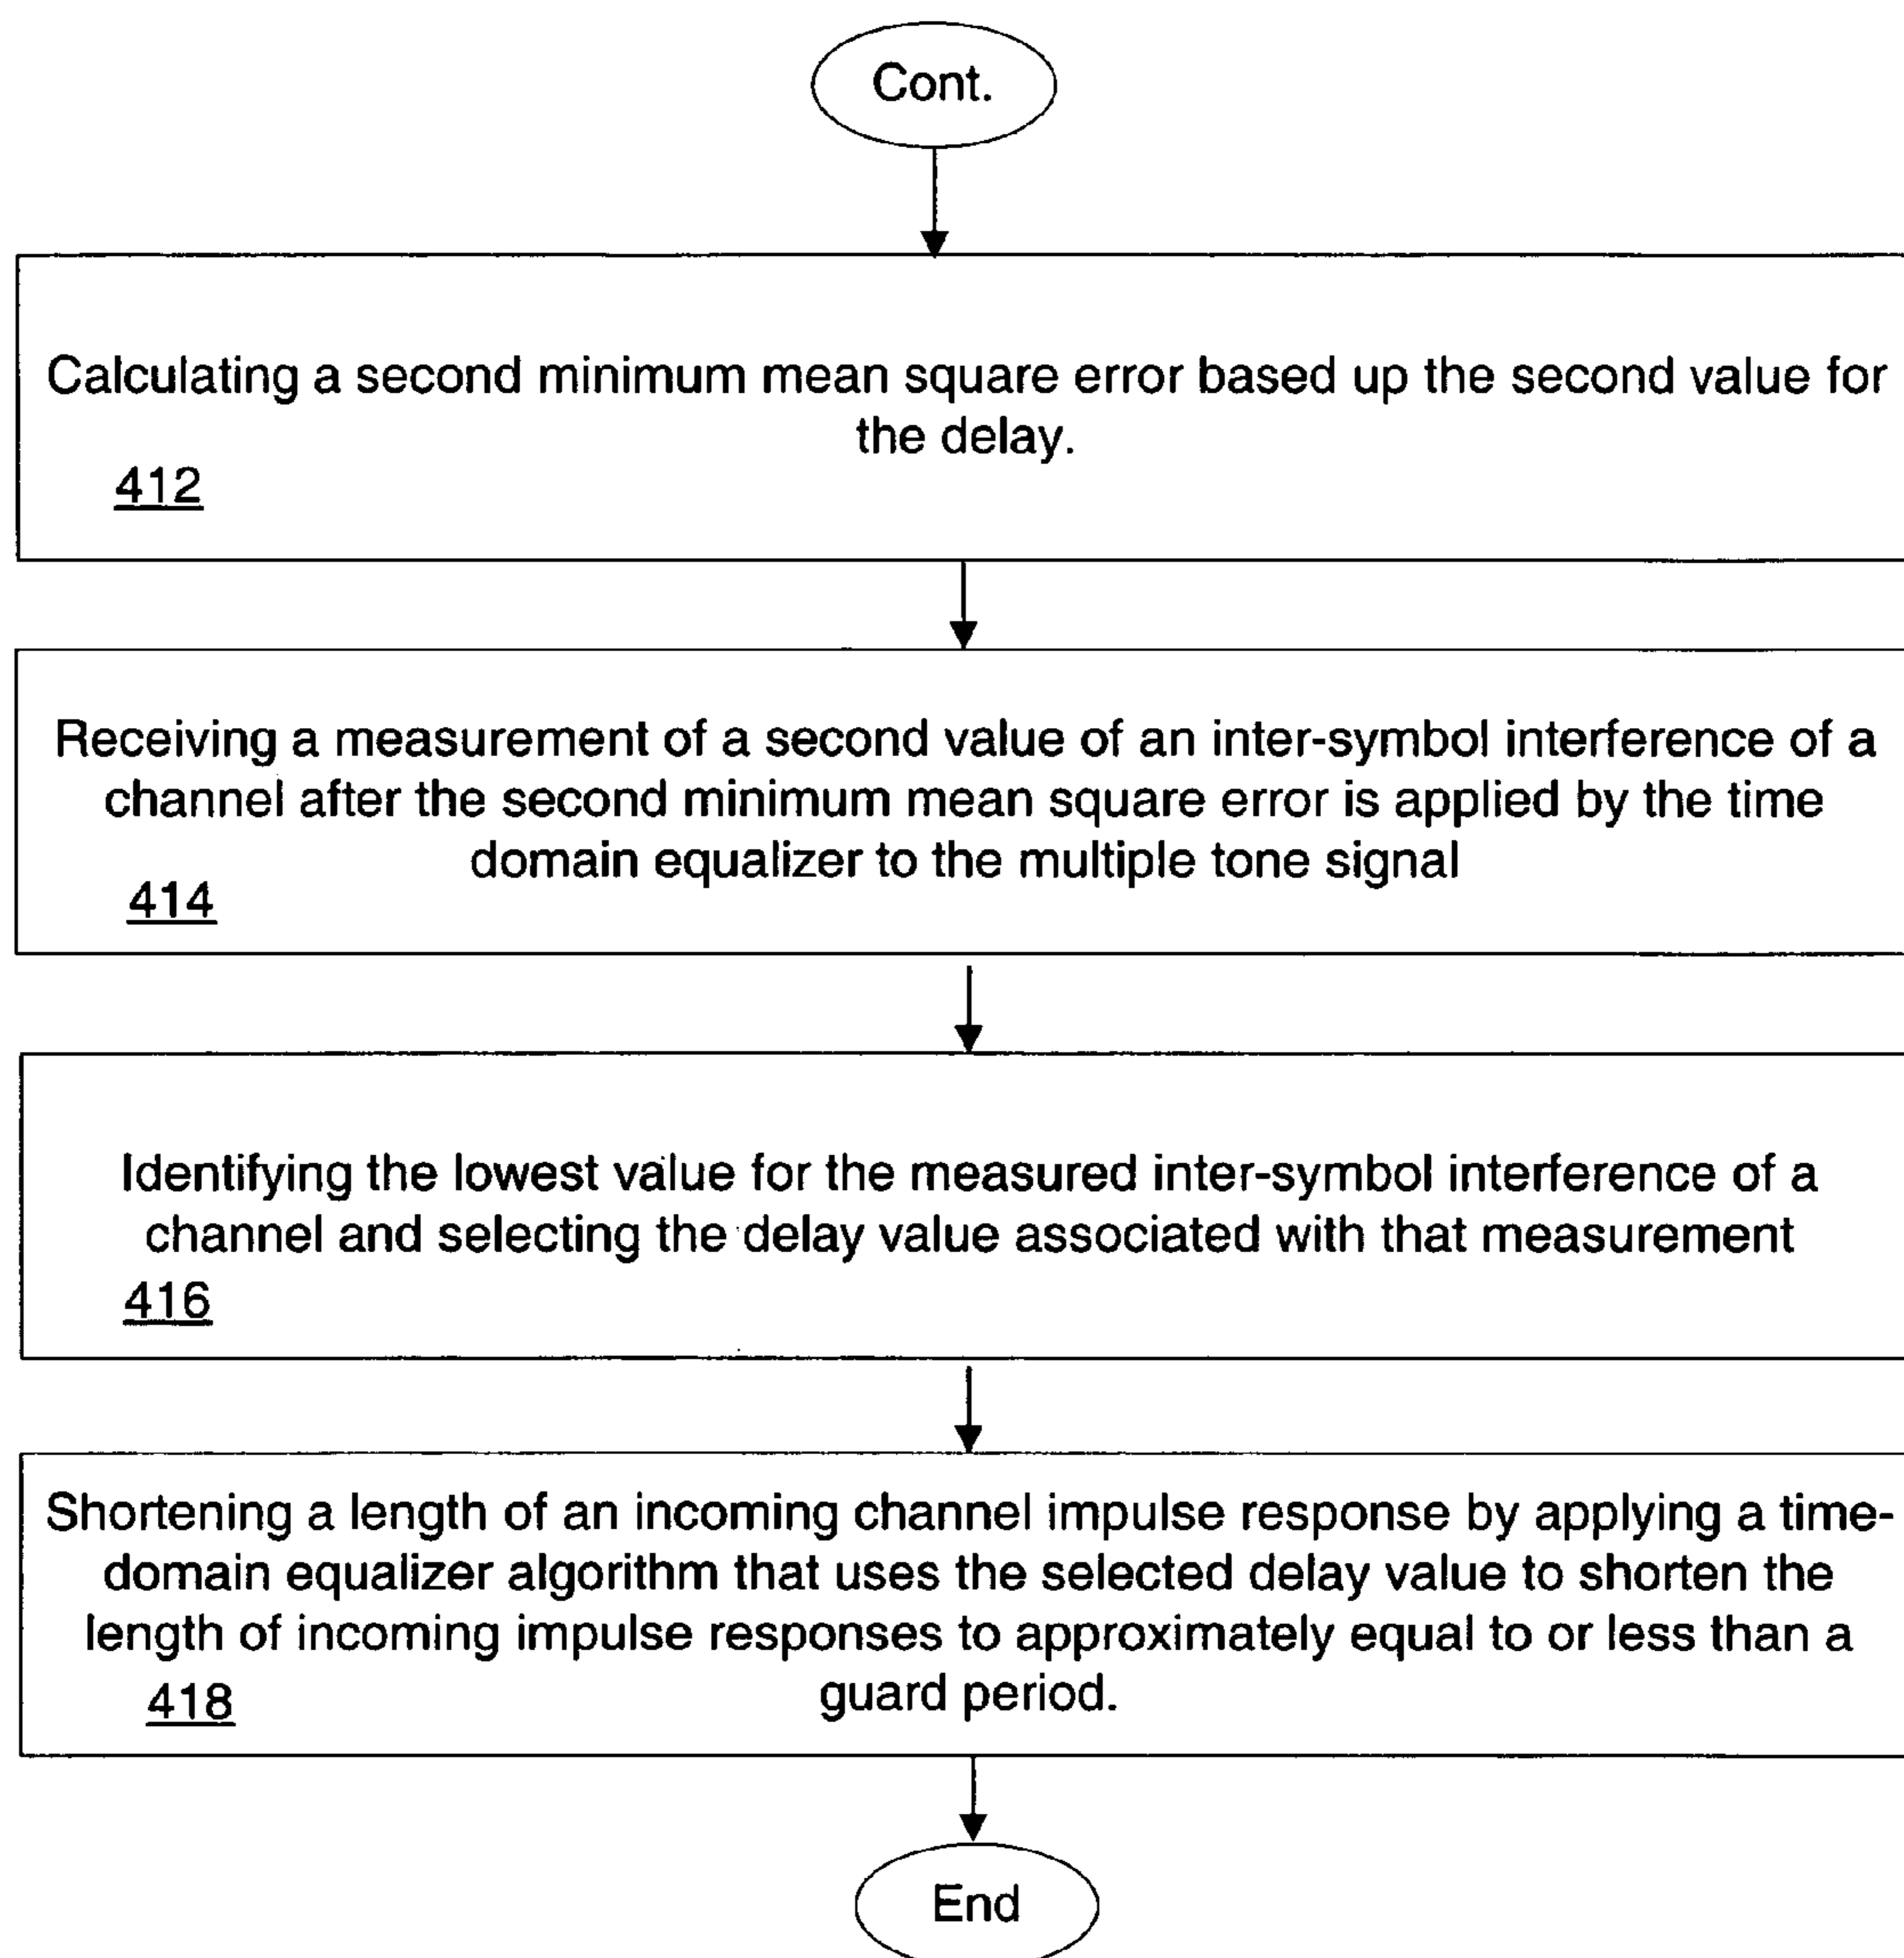 Cont.
Calculating a second minimum mean square error based up the second value for
the delay.
412
Receiving a measurement of a second value of an inter-symbol interference of a
channel after the second minimum mean square error is applied by the time
domain equalizer to the multiple tone signal
414
Identifying the lowest value for the measured inter-symbol interference of a
channel and selecting the delay value associated with that measurement
416
Shortening a length of an incoming channel impulse response by applying a time-
domain equalizer algorithm that uses the selected delay value to shorten the
length of incoming impulse responses to approximately equal to or less than a
guard period.
418
End